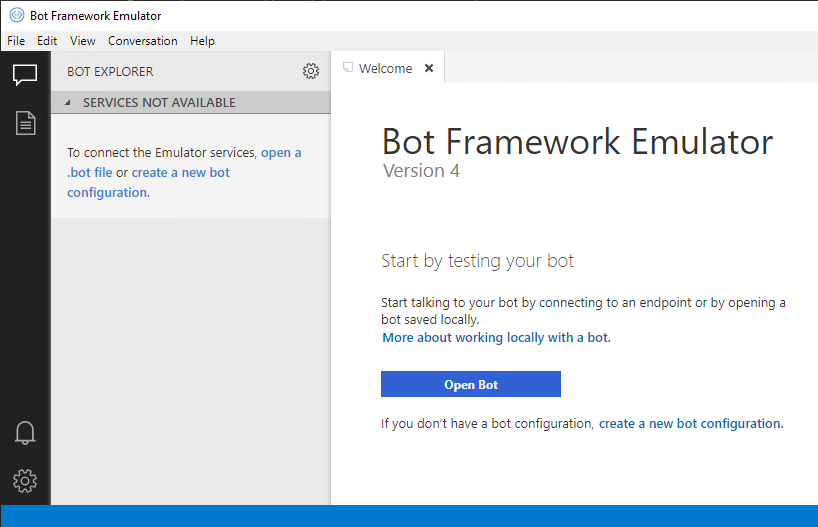 Bot Framework Emulator
File Edit View Conversation Help
BOT EXPLORER
SERVICES NOT AVAILABLE
To connect the Emulator services, open a
.bot file or create a new bot
configuration.
Welcome
Bot Framework Emulator
Version 4
Start by testing your bot
Start talking to your bot by connecting to an endpoint or by opening a
bot saved locally.
More about working locally with a bot.
Open Bot
If you don't have a bot configuration, create a new bot configuration.